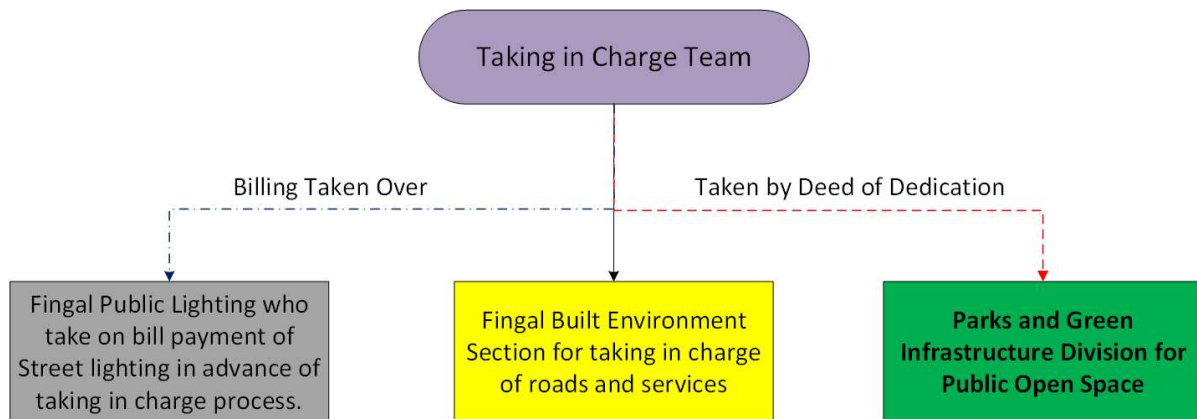 Taking in Charge Team
Billing Taken Over
Taken by Deed of Dedication
Fingal Public Lighting who
take on bill payment of
Street lighting in advance of
taking in charge process.
Fingal Built Environment
Section for taking in charge
of roads and services
Parks and Green
Infrastructure Division for
Public Open Space